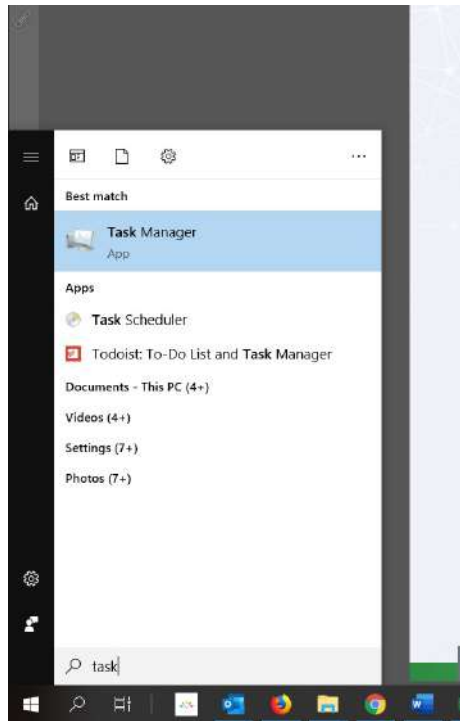 Best match
Task Manager
App
Apps
Task Scheduler
Todoist: To-Do List and Task Manager
Documents - This PC (4+)
Videos (4+)
Settings (7+)
Photos (7+)
task